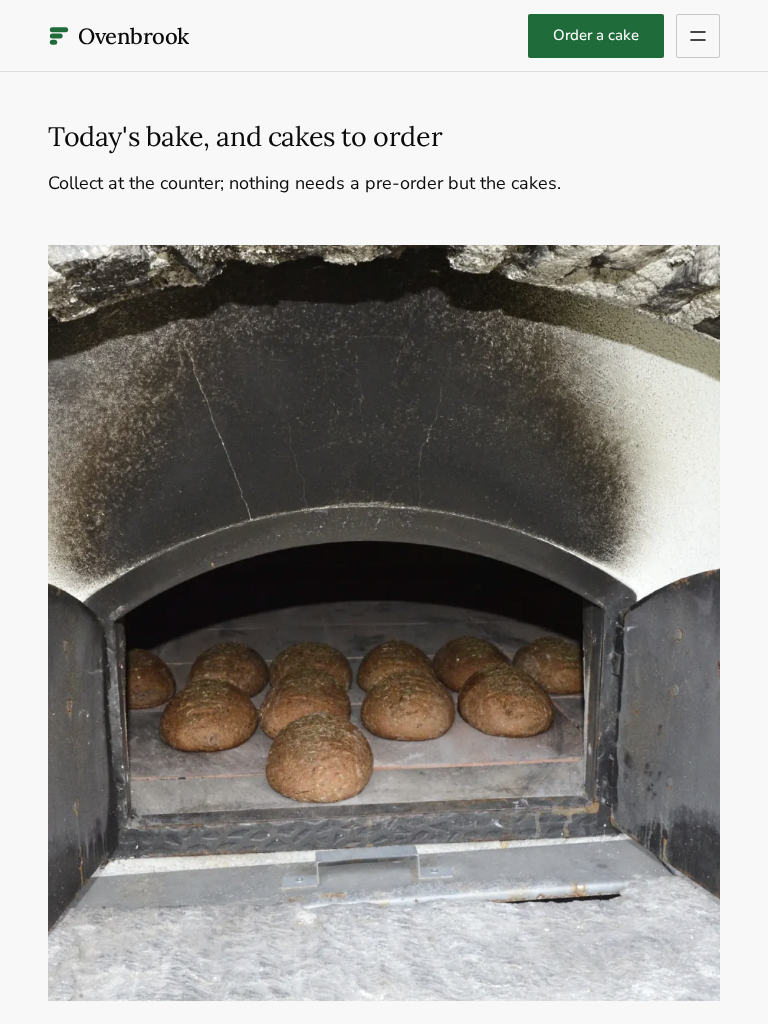 Ovenbrook
Order a cake
Today's bake, and cakes to order
Collect at the counter; nothing needs a pre-order but the cakes.